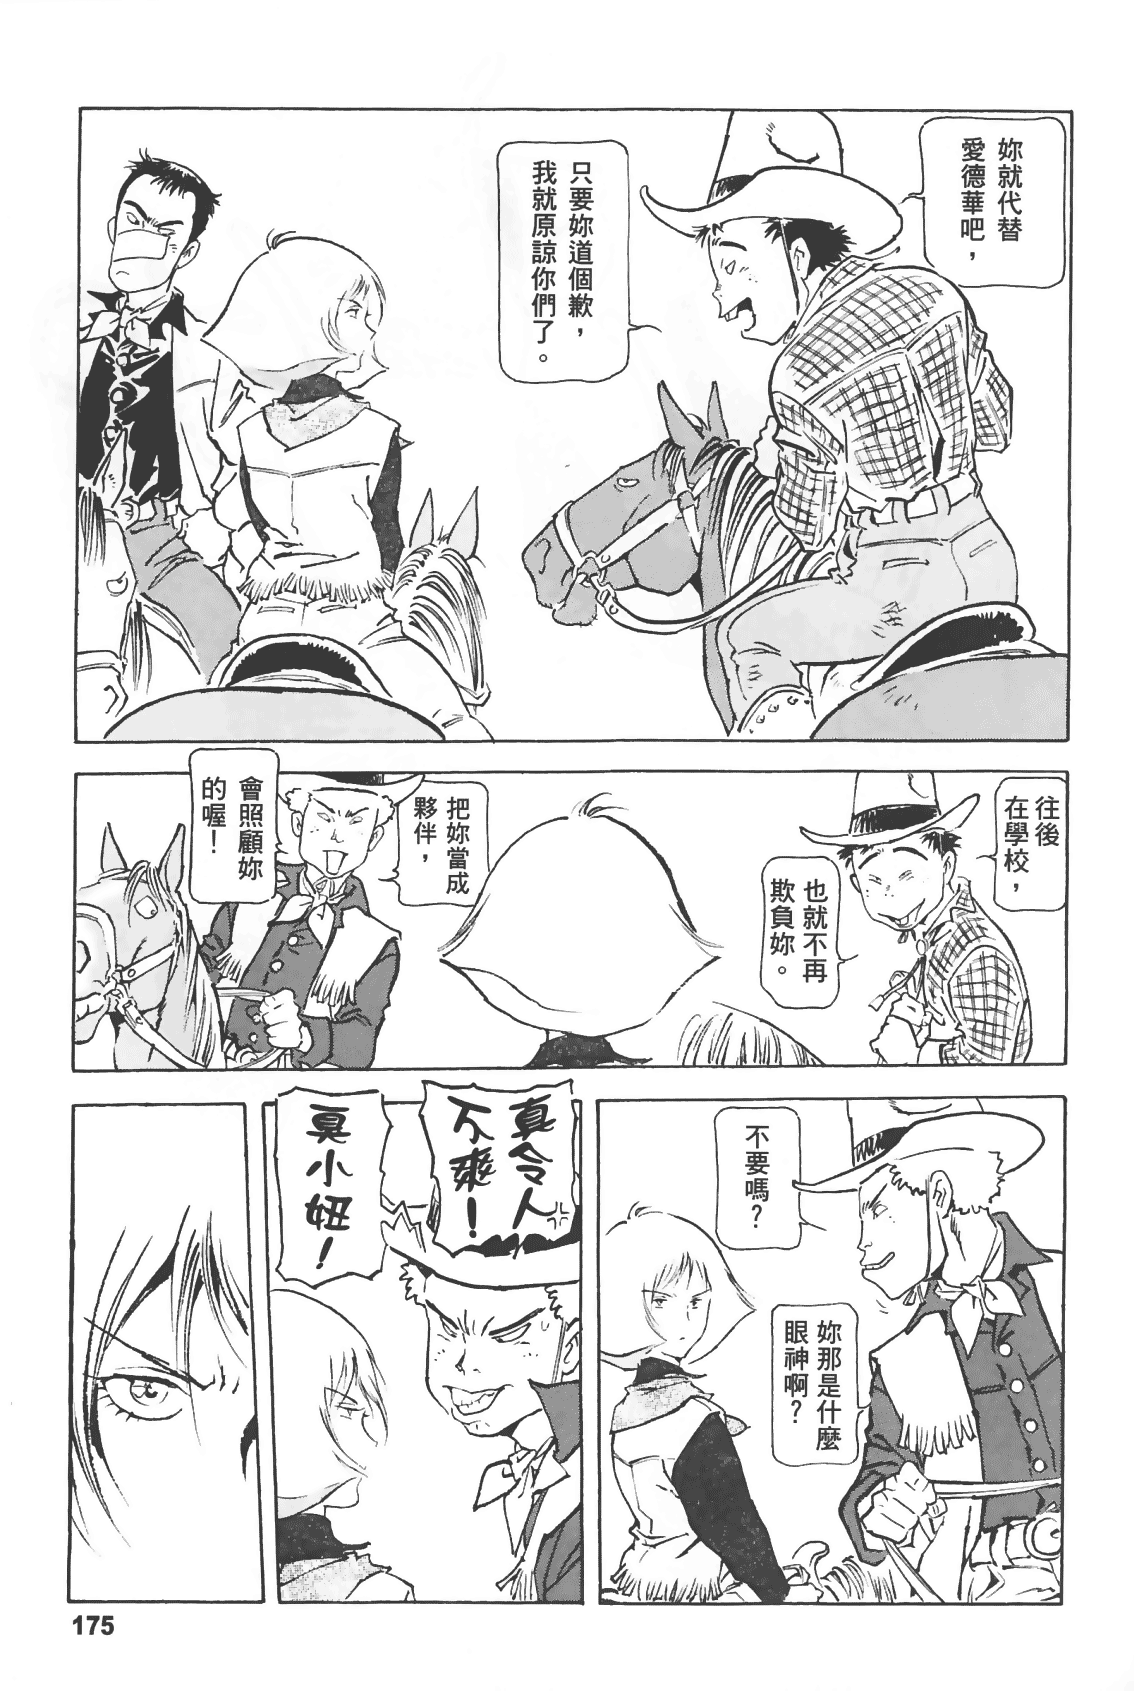 妳就代替
愛德華吧，
只要妳道個歉，
我就原諒你們了。
往後
在學校，
也就不再
欺負妳。
把妳當成
夥伴，
會照顧妳
的喔！
不要嗎？
妳那是什麼
眼神啊？
真令人
不爽！
臭小妞！
175